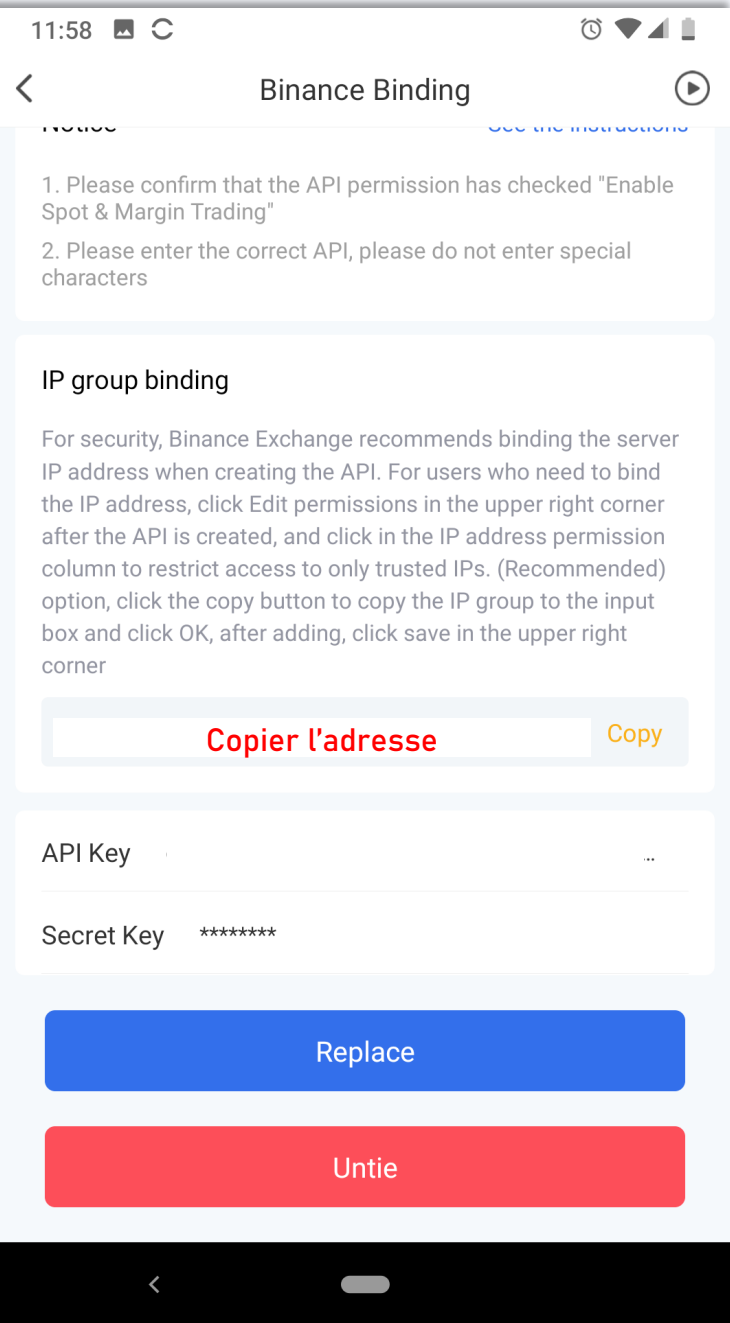 11:58
Binance Binding
Notice See the instructions
1. Please confirm that the API permission has checked "Enable
Spot & Margin Trading"
2. Please enter the correct API, please do not enter special
characters
IP group binding
For security, Binance Exchange recommends binding the server
IP address when creating the API. For users who need to bind
the IP address, click Edit permissions in the upper right corner
after the API is created, and click in the IP address permission
column to restrict access to only trusted IPs. (Recommended)
option, click the copy button to copy the IP group to the input
box and click OK, after adding, click save in the upper right
corner
Copier l'adresse Copy
API Key ...
Secret Key ********
Replace
Untie